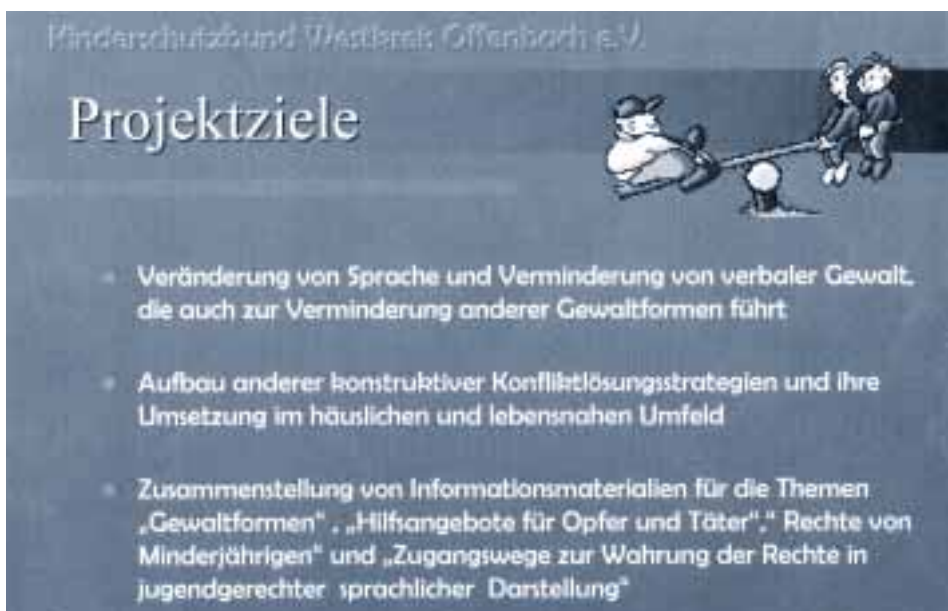 Kinderschutzbund Westkreis Offenbach e.V.
Projektziele
Veränderung von Sprache und Verminderung von verbaler Gewalt,
die auch zur Verminderung anderer Gewaltformen führt
Aufbau anderer konstruktiver Konfliktlösungsstrategien und ihre
Umsetzung im häuslichen und lebensnahen Umfeld
Zusammenstellung von Informationsmaterialien für die Themen
„Gewaltformen“ , „Hilfsangebote für Opfer und Täter“,“ Rechte von
Minderjährigen“ und „Zugangswege zur Wahrung der Rechte in
jugendgerechter sprachlicher Darstellung“